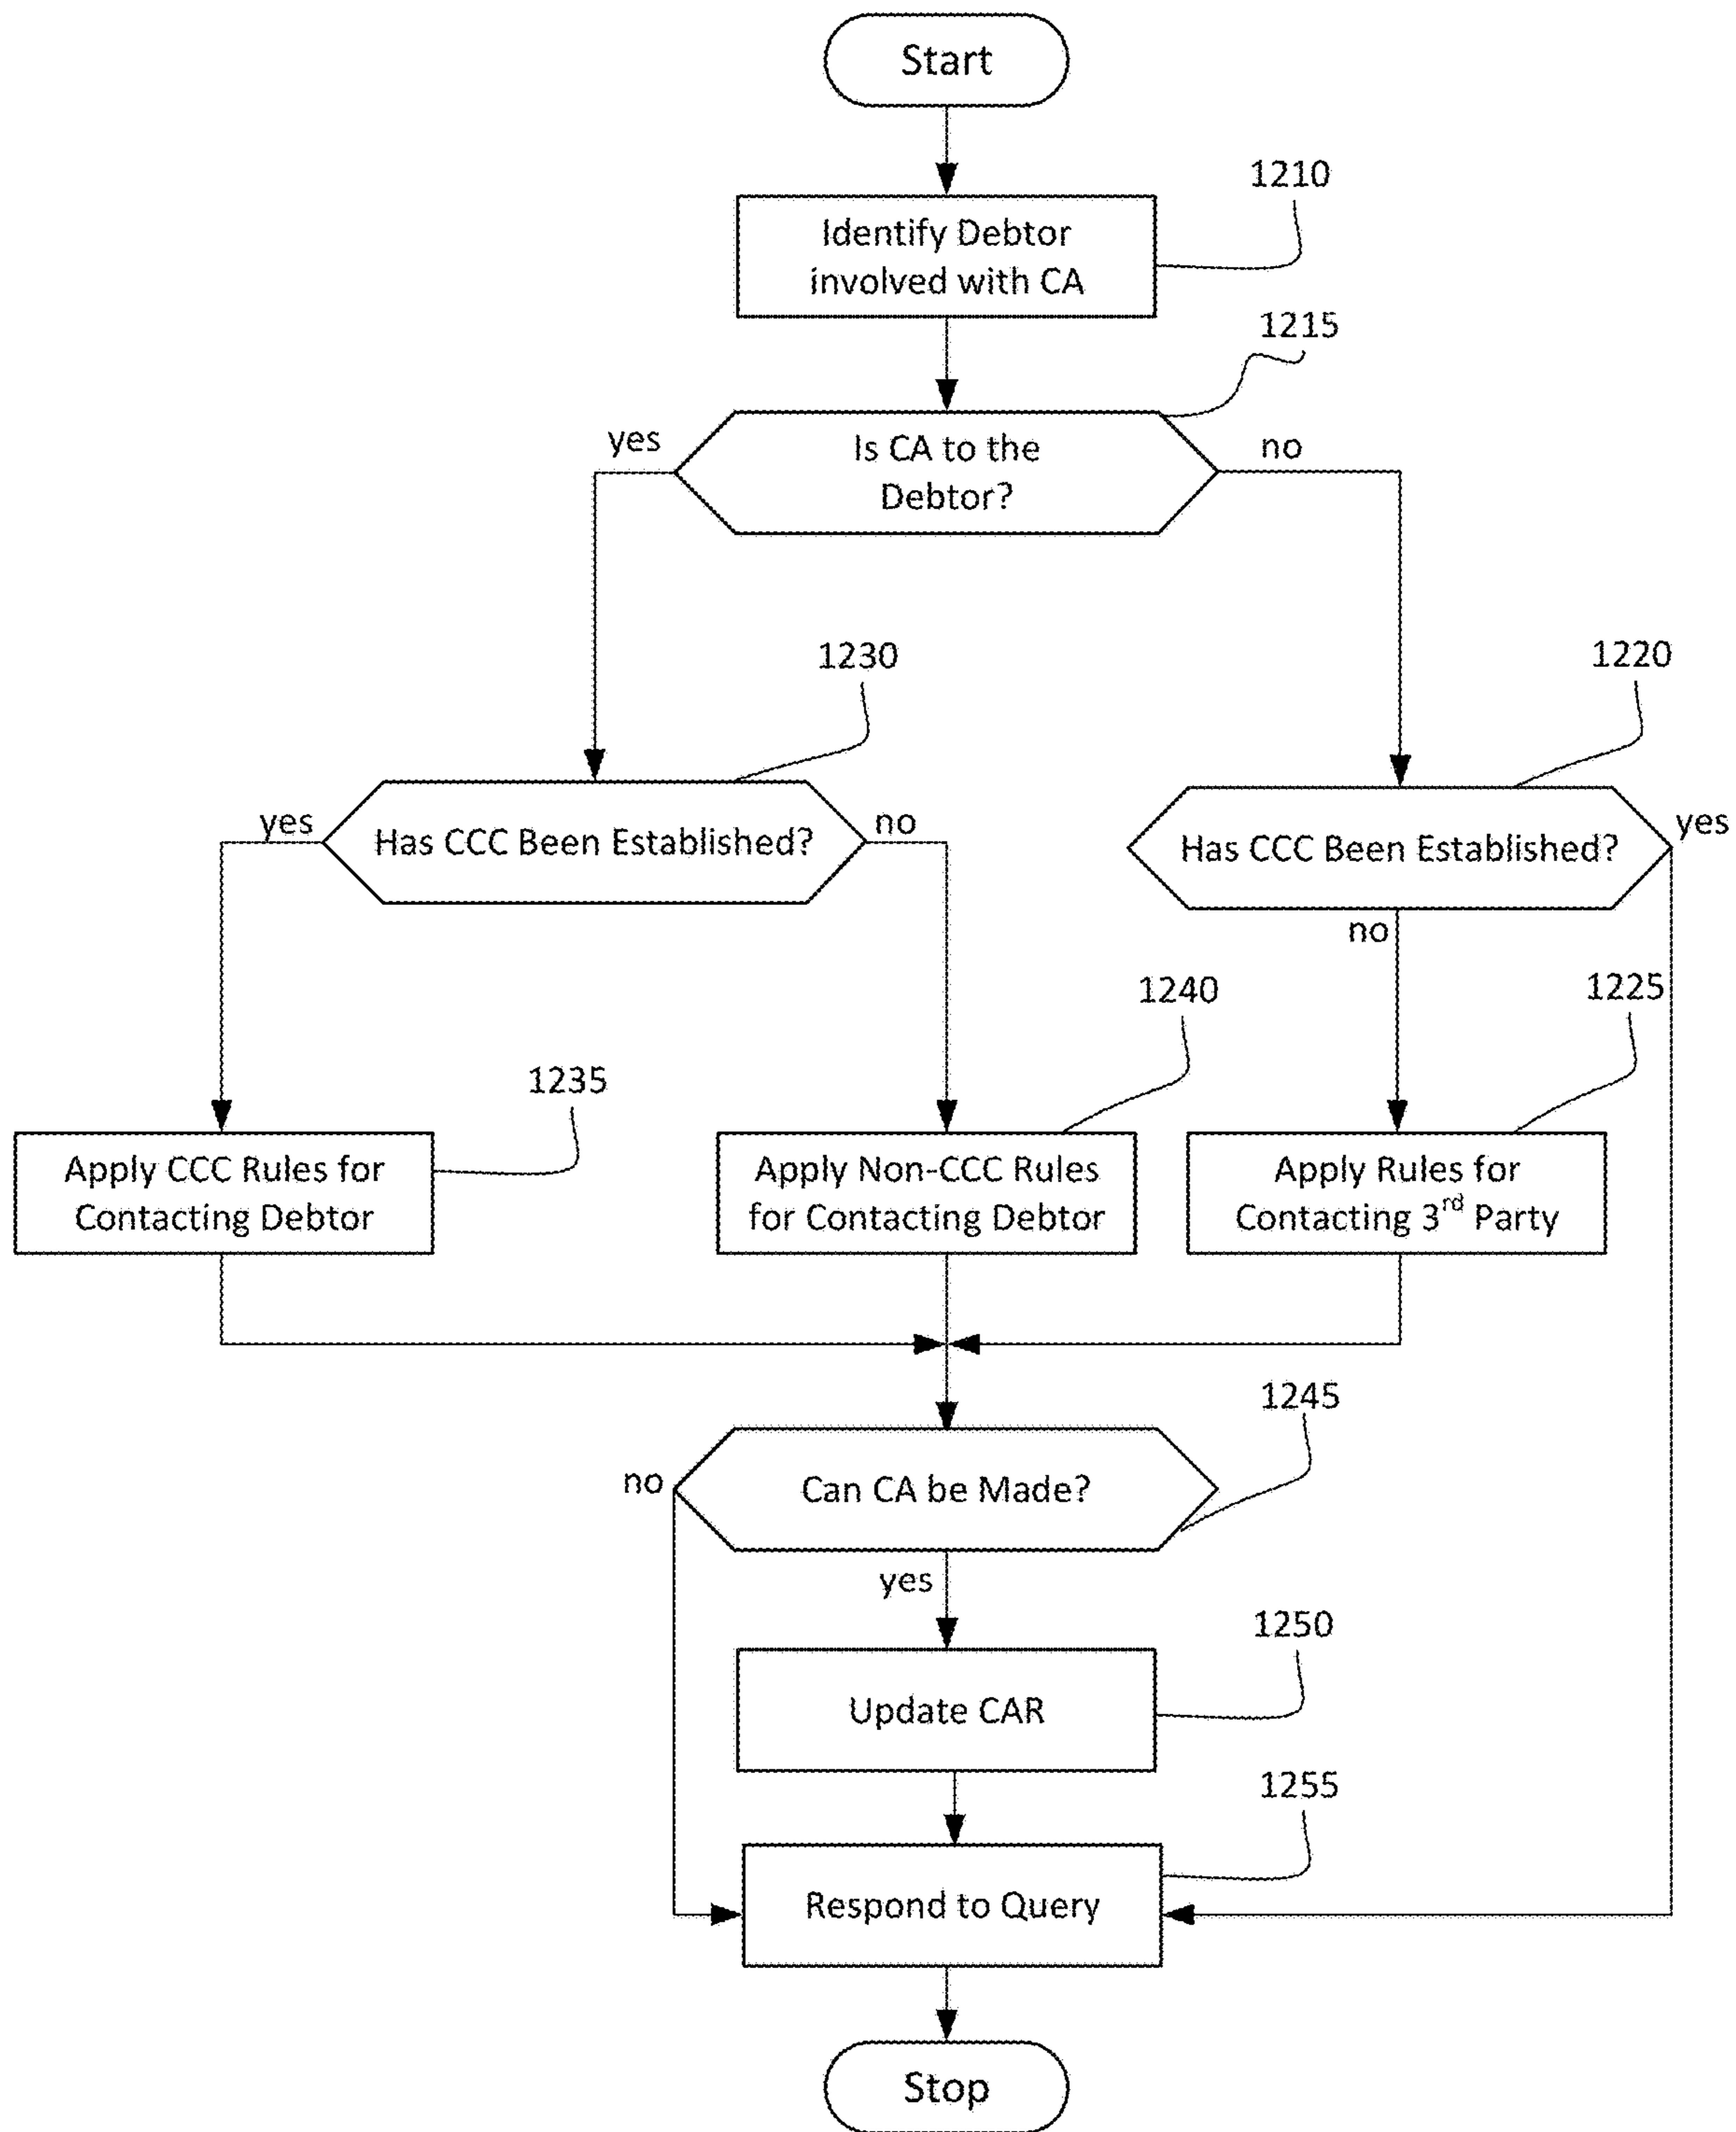 Start
1210
Identify Debtor
involved with CA
1215
yes
Is CA to the
Debtor?
no
1230
1220
yes
Has CCC Been Established?
no
Has CCC Been Established?
yes
no
1240
1225
1235
Apply CCC Rules for
Contacting Debtor
Apply Non-CCC Rules
for Contacting Debtor
Apply Rules for
Contacting 3rd Party
1245
no
Can CA be Made?
yes
1250
Update CAR
1255
Respond to Query
Stop